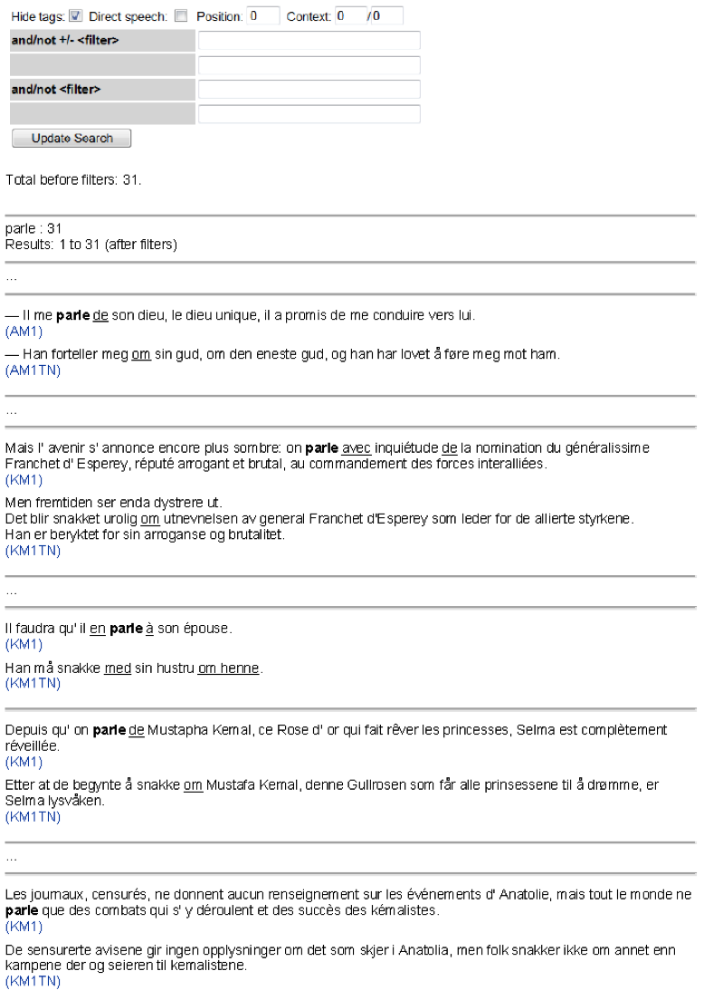 Hide tags: Direct speech: Position: 0 Context: 0 / 0
and/not +/- <filter>
and/not <filter>
Update Search
Total before filters: 31.
parle : 31
Results: 1 to 31 (after filters)
...
— Il me parle de son dieu, le dieu unique, il a promis de me conduire vers lui.
(AM1)
— Han forteller meg om sin gud, om den eneste gud, og han har lovet å føre meg mot ham.
(AM1TN)
...
Mais l' avenir s' annonce encore plus sombre: on parle avec inquiétude de la nomination du généralissime
Franchet d' Esperey, réputé arrogant et brutal, au commandement des forces interalliées.
(KM1)
Men fremtiden ser enda dystrere ut.
Det blir snakket urolig om utnevnelsen av general Franchet d'Esperey som leder for de allierte styrkene.
Han er beryktet for sin arroganse og brutalitet.
(KM1TN)
...
Il faudra qu' il en parle à son épouse.
(KM1)
Han må snakke med sin hustru om henne.
(KM1TN)
Depuis qu' on parle de Mustapha Kemal, ce Rose d' or qui fait rêver les princesses, Selma est complètement
réveillée.
(KM1)
Etter at de begynte å snakke om Mustafa Kemal, denne Gullrosen som får alle prinsessene til å drømme, er
Selma lysvåken.
(KM1TN)
...
Les journaux, censurés, ne donnent aucun renseignement sur les événements d' Anatolie, mais tout le monde ne
parle que des combats qui s' y déroulent et des succès des kémalistes.
(KM1)
De sensurerte avisene gir ingen opplysninger om det som skjer i Anatolia, men folk snakker ikke om annet enn
kampene der og seieren til kemalistene.
(KM1TN)